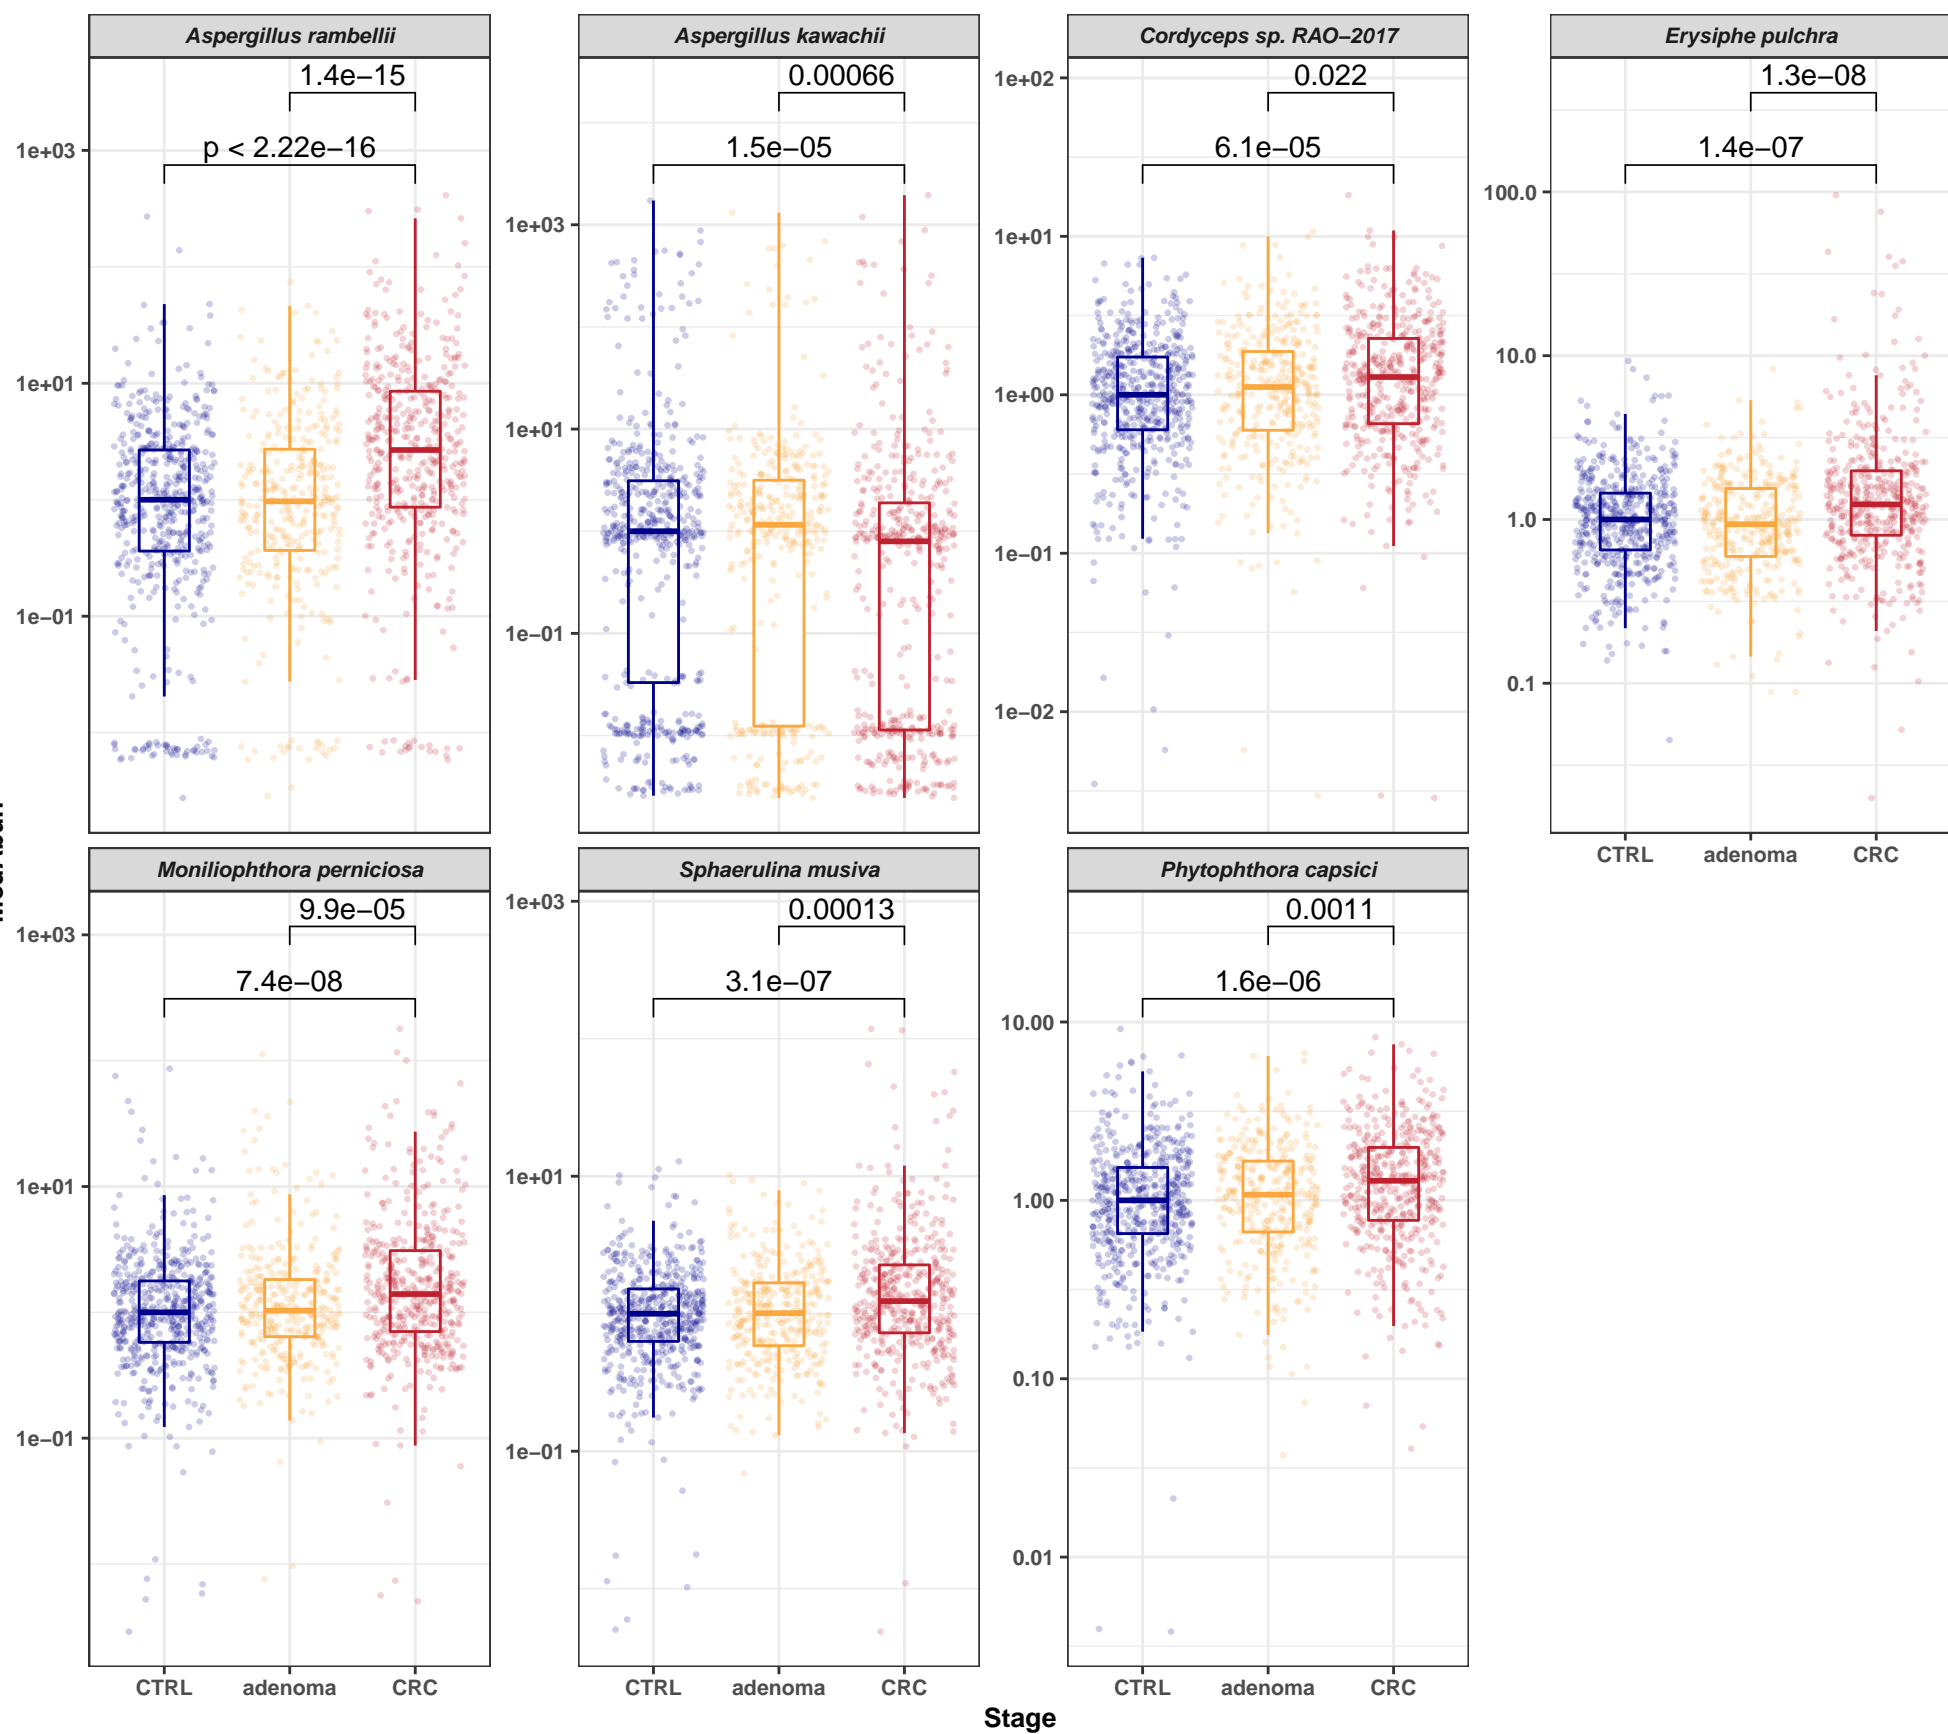 Aspergillus rambellii
1.4e−15
p < 2.22e−16
1e+03
1e+01
1e−01
Aspergillus kawachii
0.00066
1.5e−05
1e+03
1e+01
1e−01
Cordyceps sp. RAO−2017
0.022
6.1e−05
1e+02
1e+01
1e+00
1e−01
1e−02
Erysiphe pulchra
1.3e−08
1.4e−07
100.0
10.0
1.0
0.1
CTRL adenoma CRC
Moniliophthora perniciosa
9.9e−05
7.4e−08
1e+03
1e+01
1e−01
CTRL adenoma CRC
Sphaerulina musiva
0.00013
3.1e−07
1e+03
1e+01
1e−01
CTRL adenoma CRC
Phytophthora capsici
0.0011
1.6e−06
10.00
1.00
0.10
0.01
CTRL adenoma CRC
Stage